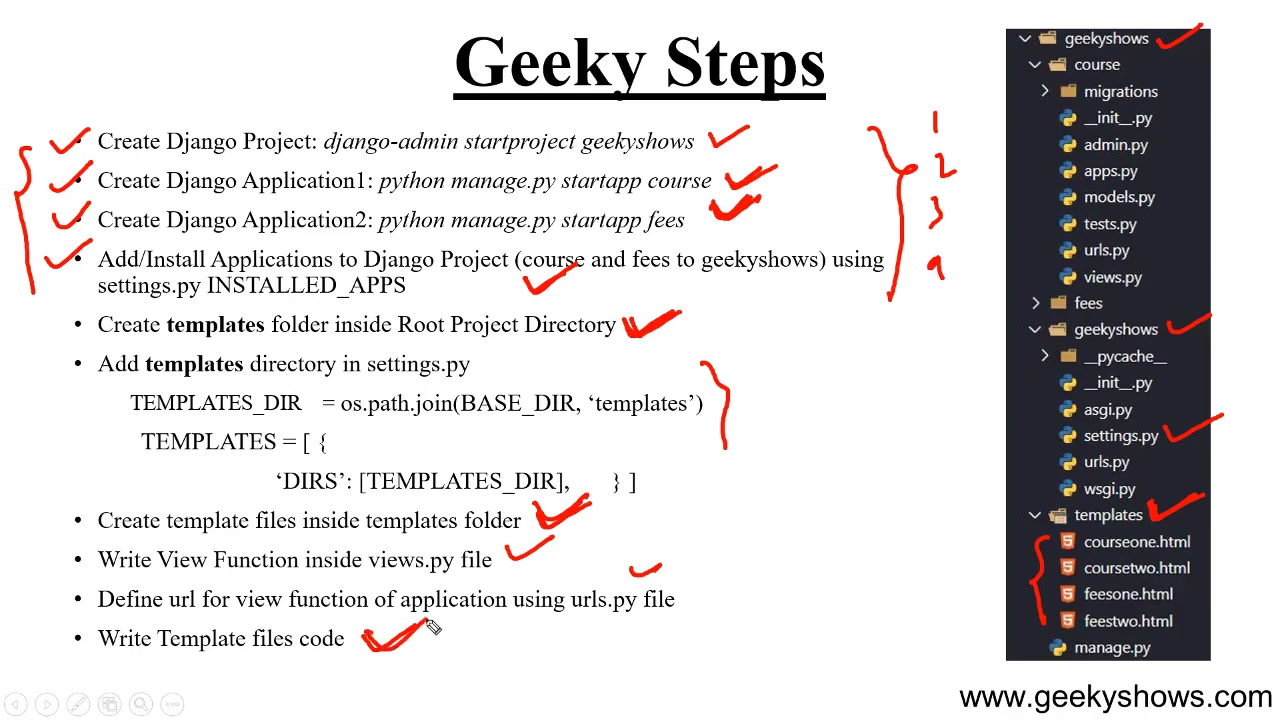 Geeky Steps
• Create Django Project: django-admin startproject geekyshows
• Create Django Application1: python manage.py startapp course
• Create Django Application2: python manage.py startapp fees
• Add/Install Applications to Django Project (course and fees to geekyshows) using
settings.py INSTALLED_APPS
• Create templates folder inside Root Project Directory
• Add templates directory in settings.py
TEMPLATES_DIR = os.path.join(BASE_DIR, ‘templates’)
TEMPLATES = [ {
‘DIRS’: [TEMPLATES_DIR], } ]
• Create template files inside templates folder
• Write View Function inside views.py file
• Define url for view function of application using urls.py file
• Write Template files code
1
2
3
4
geekyshows
course
migrations
__init__.py
admin.py
apps.py
models.py
tests.py
urls.py
views.py
fees
geekyshows
__pycache__
__init__.py
asgi.py
settings.py
urls.py
wsgi.py
templates
courseone.html
coursetwo.html
feesone.html
feestwo.html
manage.py
www.geekyshows.com